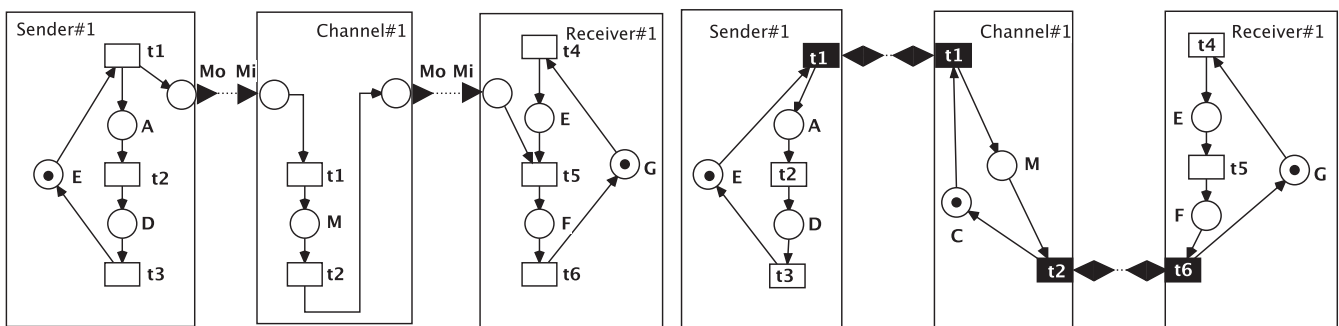 Sender#1
t1
A
E
t2
D
t3
Mo
Mi
Channel#1
t1
M
t2
Mo
Mi
Receiver#1
t4
E
t5
G
F
t6
Sender#1
t1
A
E
t2
D
t3
Channel#1
t1
M
C
t2
Receiver#1
t4
E
t5
G
F
t6